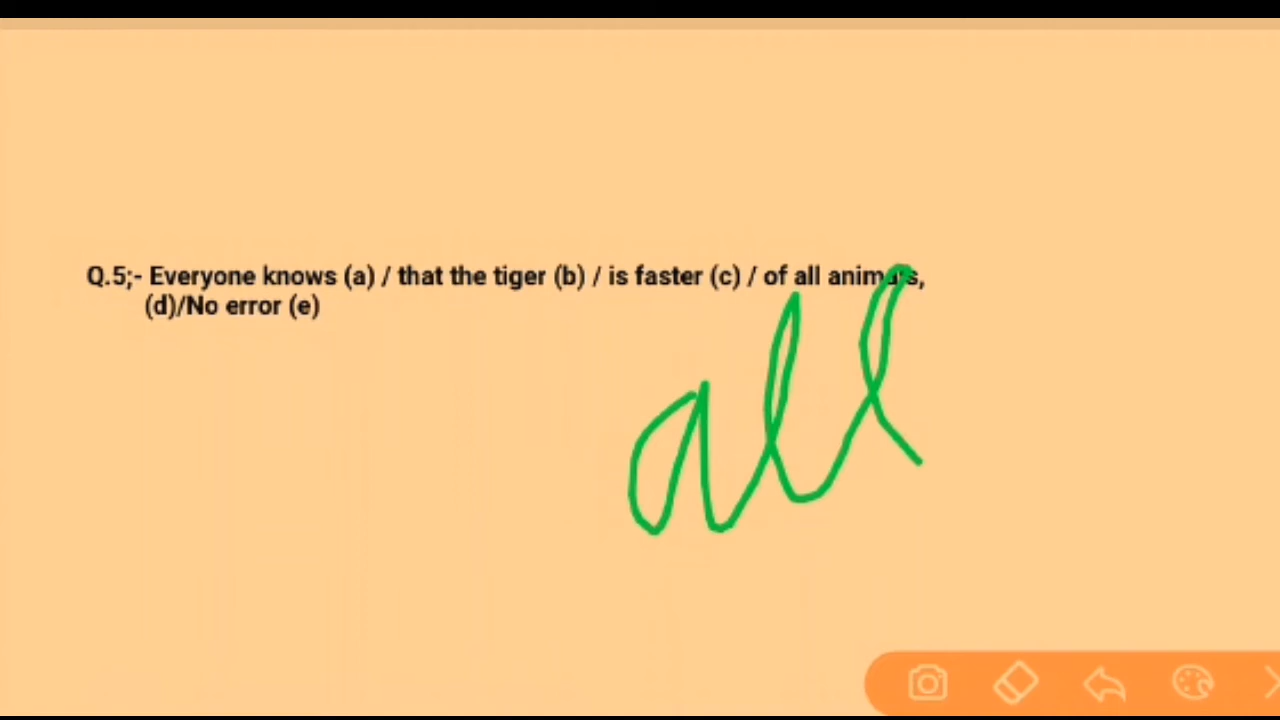 Q.5;- Everyone knows (a) / that the tiger (b) / is faster (c) / of all animals,
(d)/No error (e)
all